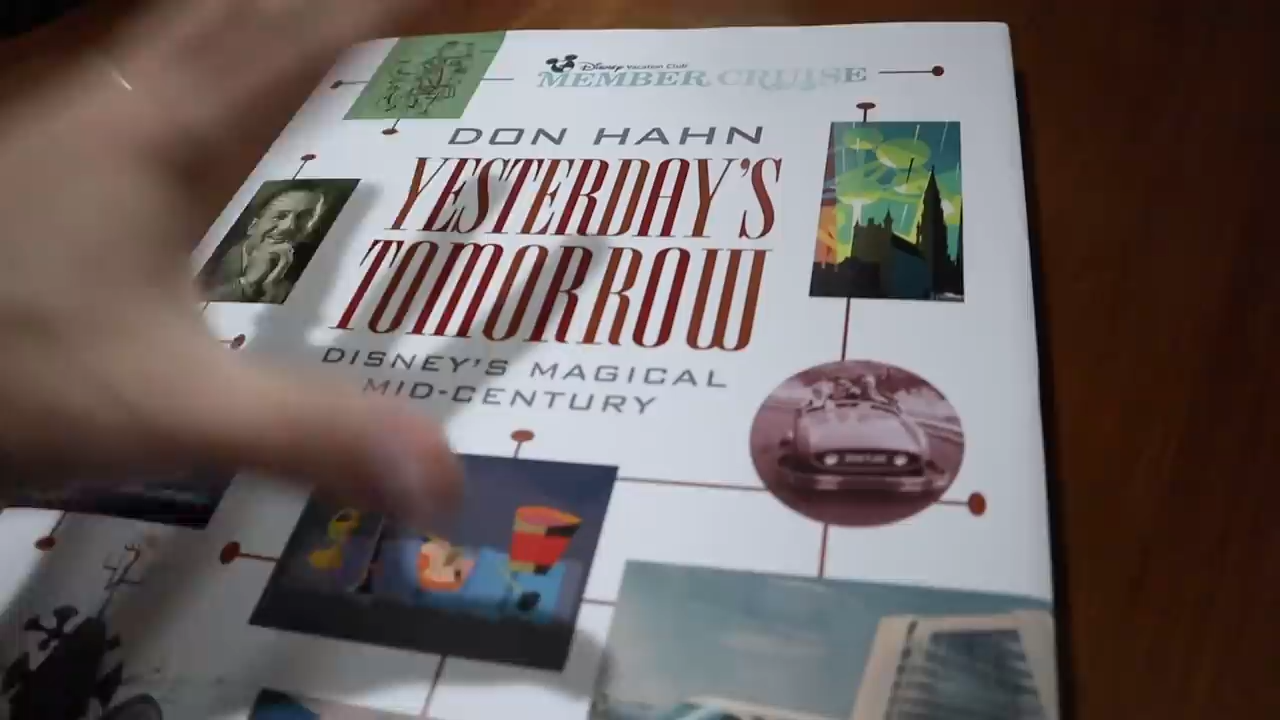 Disney Vacation Club
MEMBER CRUISE
DON HAHN
YESTERDAY'S
TOMORROW
DISNEY'S MAGICAL
MID-CENTURY